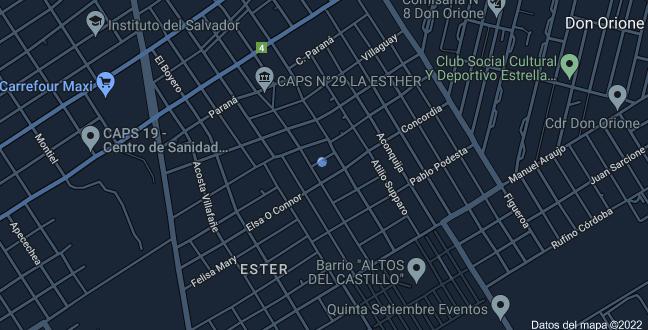 Comisaría N°
8 Don Orione
Don Orione
Instituto del Salvador
4
C. Paraná
Villaguay
Club Social Cultural
Y Deportivo Estrella...
El Boyero
Carrefour Maxi
CAPS N°29 LA ESTHER
Paraná
Concordia
Cdr Don Orione
CAPS 19 -
Centro de Sanidad...
Montiel
Aconquija
Manuel Araujo
Juan Sarcione
Acosta Villafañe
Atilio Supparo
Pablo Podesta
Figueroa
Elsa O Connor
Rufino Córdoba
Apecechea
Felisa Mary
ESTER
Barrio "ALTOS
DEL CASTILLO"
Quinta Setiembre Eventos
Datos del mapa ©2022